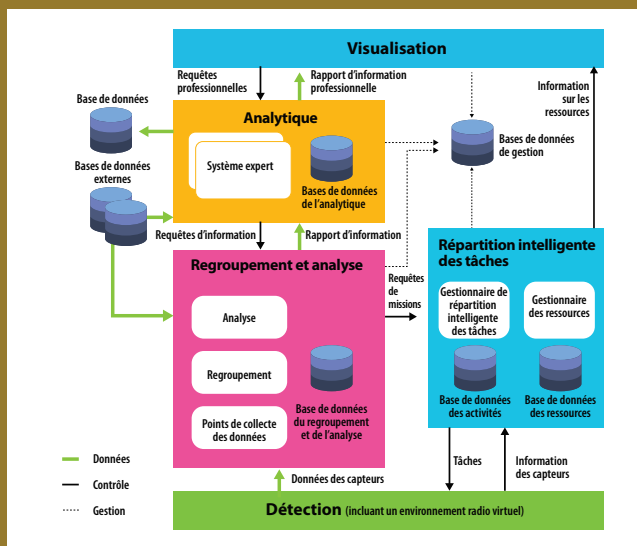 Visualisation
Requêtes
professionnelles
Rapport d'information
professionnelle
Information
sur les
ressources
Base de données
Analytique
Système expert
Bases de données
de l'analytique
Bases de données
de gestion
Bases de données
externes
Requêtes d'information
Rapport d'information
Regroupement et analyse
Analyse
Regroupement
Points de collecte
des données
Base de données
du regroupement
et de l'analyse
Requêtes
de
missions
Répartition intelligente
des tâches
Gestionnaire de
répartition
intelligente
des tâches
Gestionnaire
des ressources
Base de données
des activités
Base de données
des ressources
Données
Contrôle
Gestion
Données des capteurs
Tâches
Information
des capteurs
Détection (incluant un environnement radio virtuel)